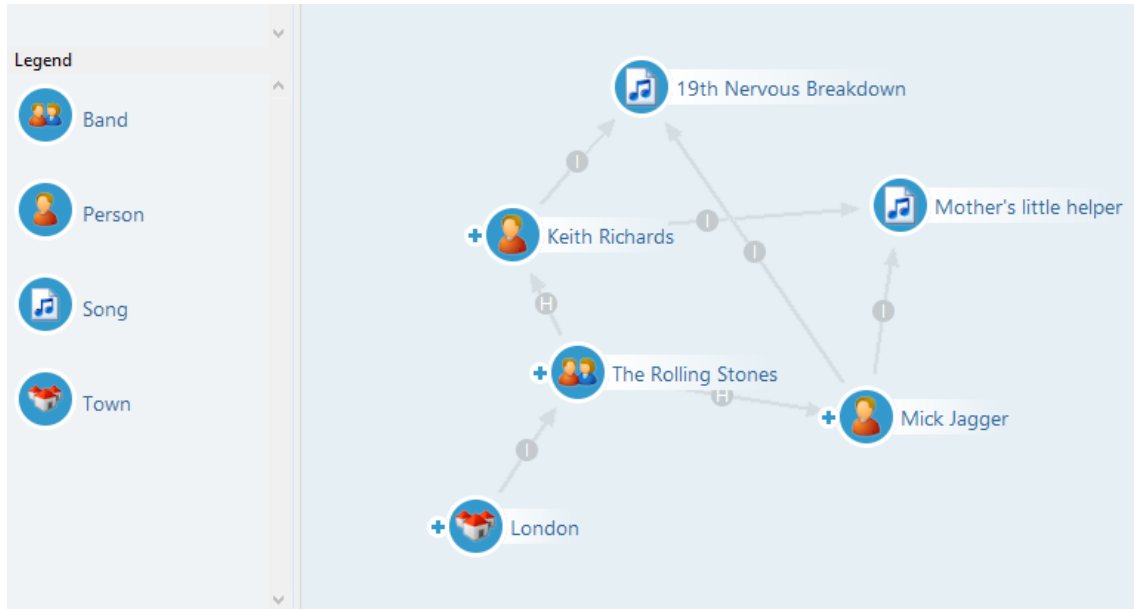 Legend
Band
Person
Song
Town
19th Nervous Breakdown
I
Mother's little helper
Keith Richards
I
I
H
I
The Rolling Stones
H
Mick Jagger
I
London